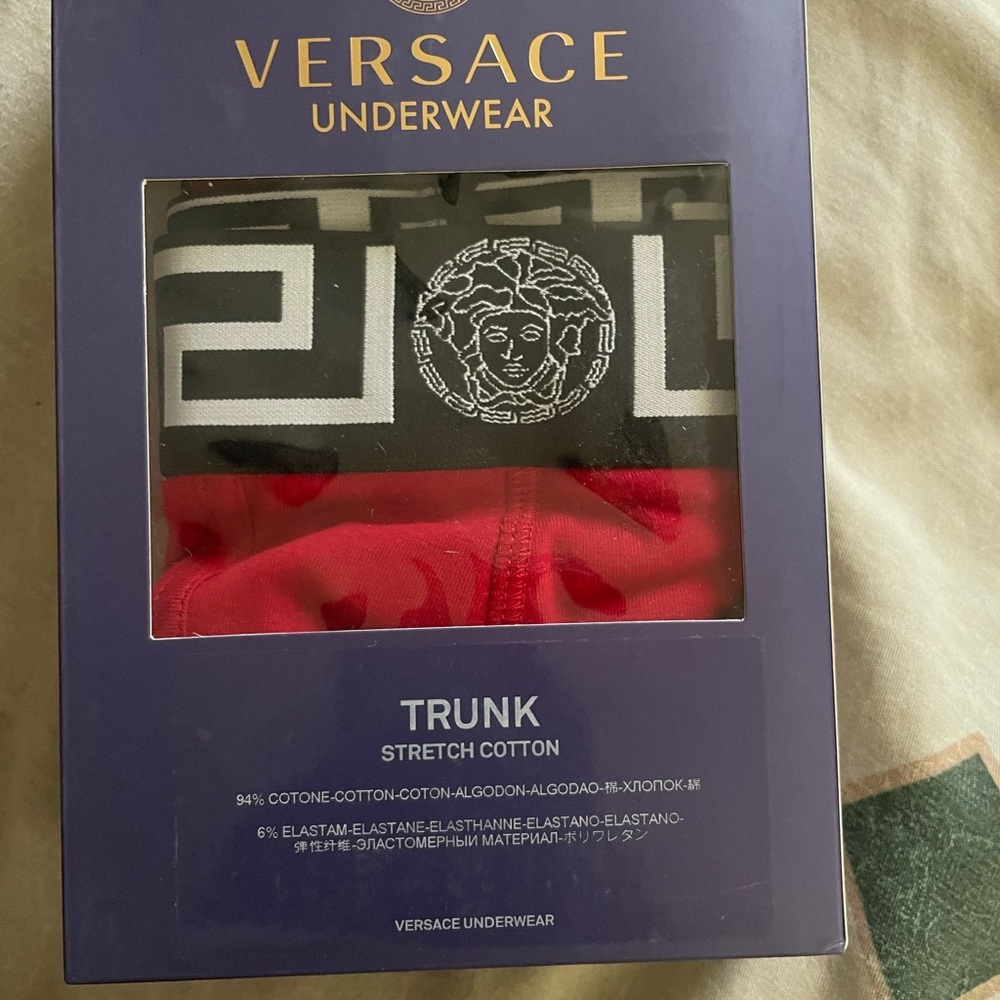 VERSACE
UNDERWEAR
TRUNK
STRETCH COTTON
94% COTONE-COTTON-COTON-ALGODON-ALGODAO-棉-ХЛОПОК-綿
6% ELASTAM-ELASTANE-ELASTHANNE-ELASTANO-ELASTANO-
弹性纤维-ЭЛАСТОМЕРНЫЙ МАТЕРИАЛ-ポリウレタン
VERSACE UNDERWEAR